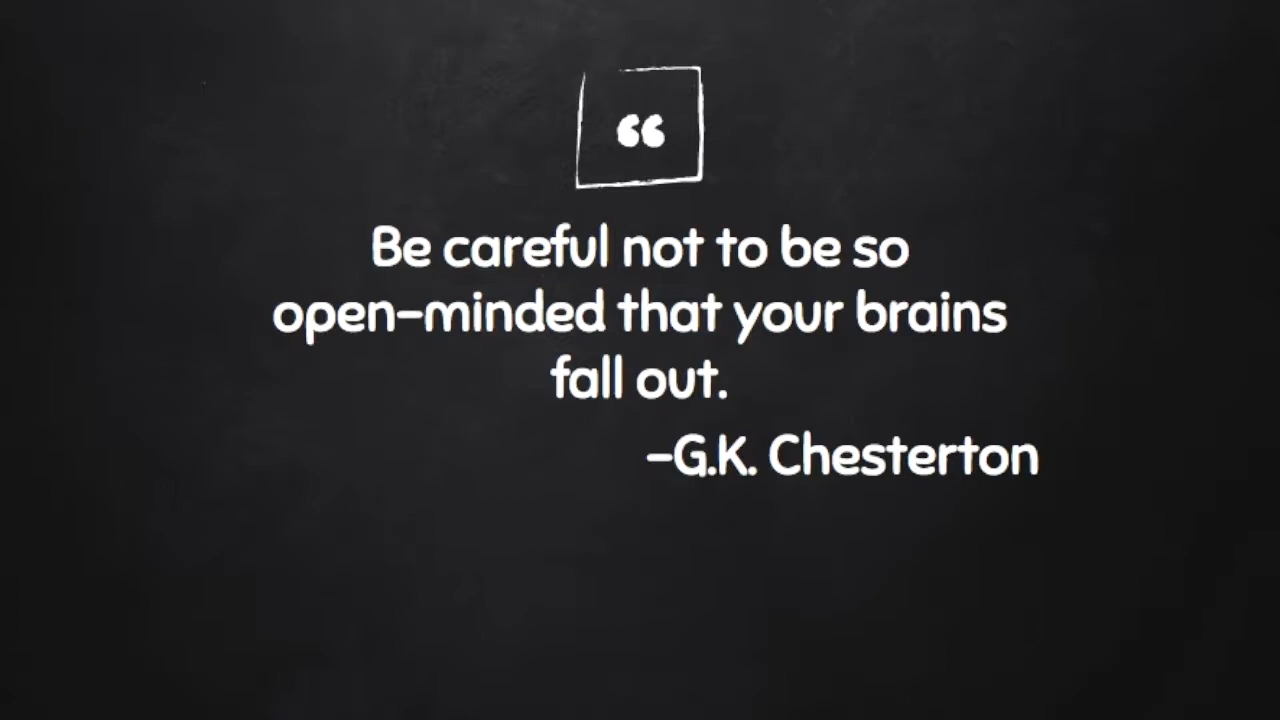 “
Be careful not to be so
open-minded that your brains
fall out.
-G.K. Chesterton